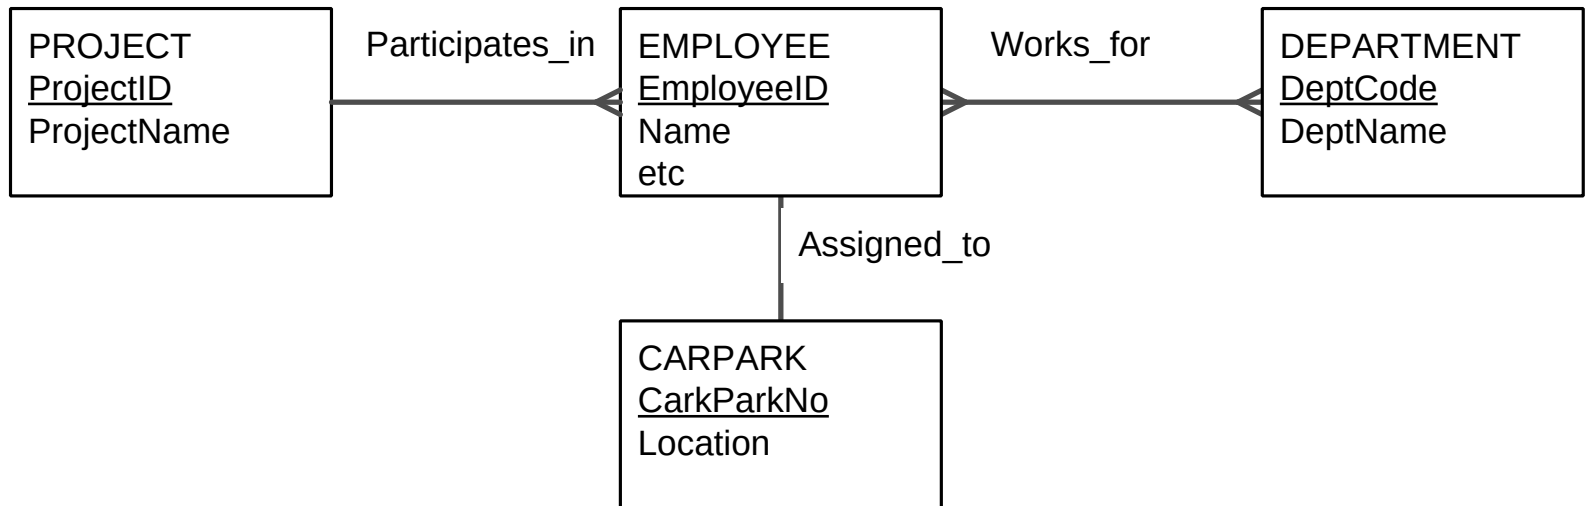 PROJECT
ProjectID
ProjectName
Participates_in
EMPLOYEE
EmployeeID
Name
etc
Works_for
DEPARTMENT
DeptCode
DeptName
Assigned_to
CARPARK
CarkParkNo
Location